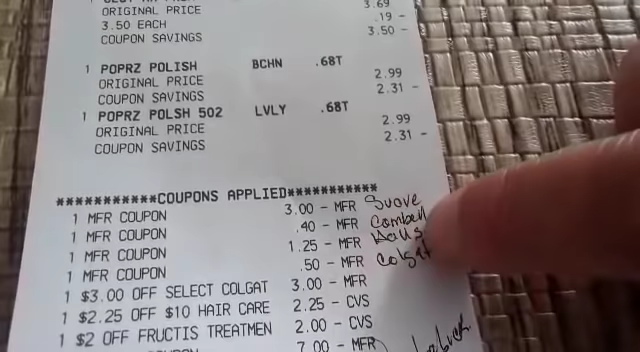 ORIGINAL PRICE 3.69
3.50 EACH .19 -
COUPON SAVINGS 3.50 -
1 POPRZ POLISH BCHN .68T
ORIGINAL PRICE 2.99
COUPON SAVINGS 2.31 -
1 POPRZ POLSH 502 LVLY .68T
ORIGINAL PRICE 2.99
COUPON SAVINGS 2.31 -
***********COUPONS APPLIED***********
1 MFR COUPON 3.00 - MFR Suave
1 MFR COUPON .40 - MFR
1 MFR COUPON 1.25 - MFR Halls
1 MFR COUPON .50 - MFR Colgat
1 $3.00 OFF SELECT COLGAT 3.00 - MFR
1 $2.25 OFF $10 HAIR CARE 2.25 - CVS
1 $2 OFF FRUCTIS TREATMEN 2.00 - CVS
COUPON 7.00 - MFR